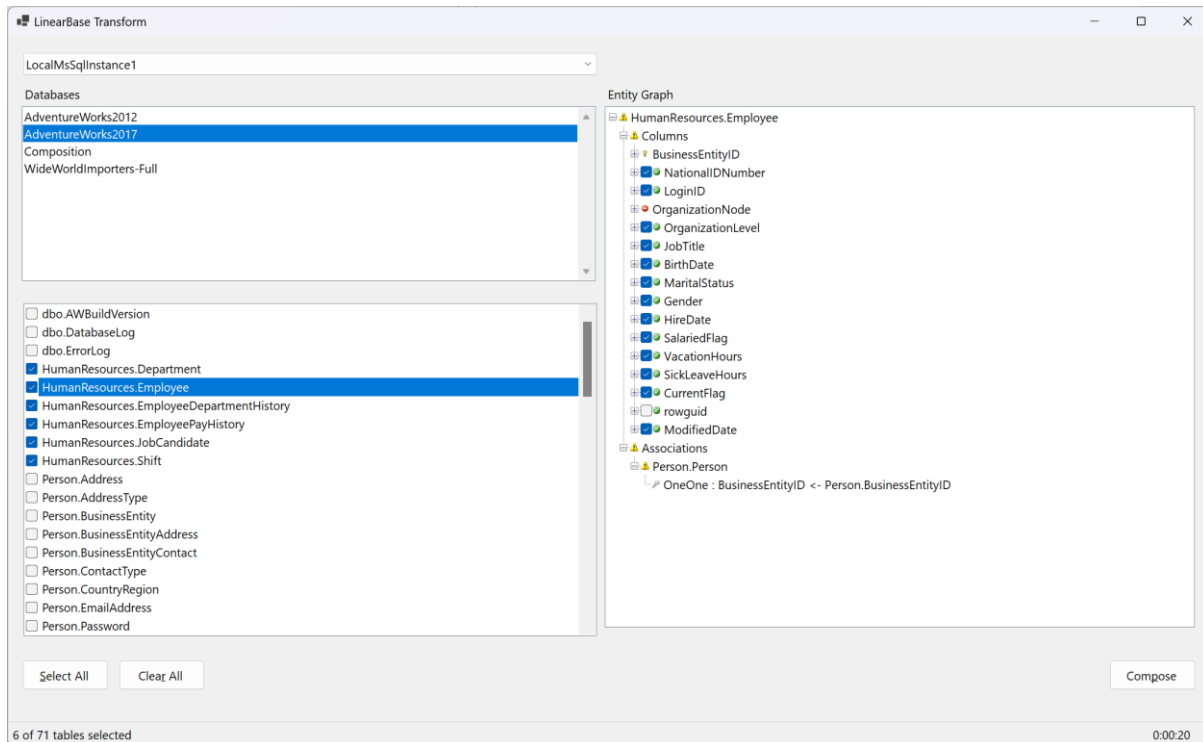 LinearBase Transform
LocalMsSqlInstance1
Databases
AdventureWorks2012
AdventureWorks2017
Composition
WideWorldImporters-Full
dbo.AWBuildVersion
dbo.DatabaseLog
dbo.ErrorLog
HumanResources.Department
HumanResources.Employee
HumanResources.EmployeeDepartmentHistory
HumanResources.EmployeePayHistory
HumanResources.JobCandidate
HumanResources.Shift
Person.Address
Person.AddressType
Person.BusinessEntity
Person.BusinessEntityAddress
Person.BusinessEntityContact
Person.ContactType
Person.CountryRegion
Person.EmailAddress
Person.Password
Entity Graph
HumanResources.Employee
Columns
BusinessEntityID
NationalIDNumber
LoginID
OrganizationNode
OrganizationLevel
JobTitle
BirthDate
MaritalStatus
Gender
HireDate
SalariedFlag
VacationHours
SickLeaveHours
CurrentFlag
rowguid
ModifiedDate
Associations
Person.Person
OneOne : BusinessEntityID <- Person.BusinessEntityID
Select All
Clear All
Compose
6 of 71 tables selected
0:00:20